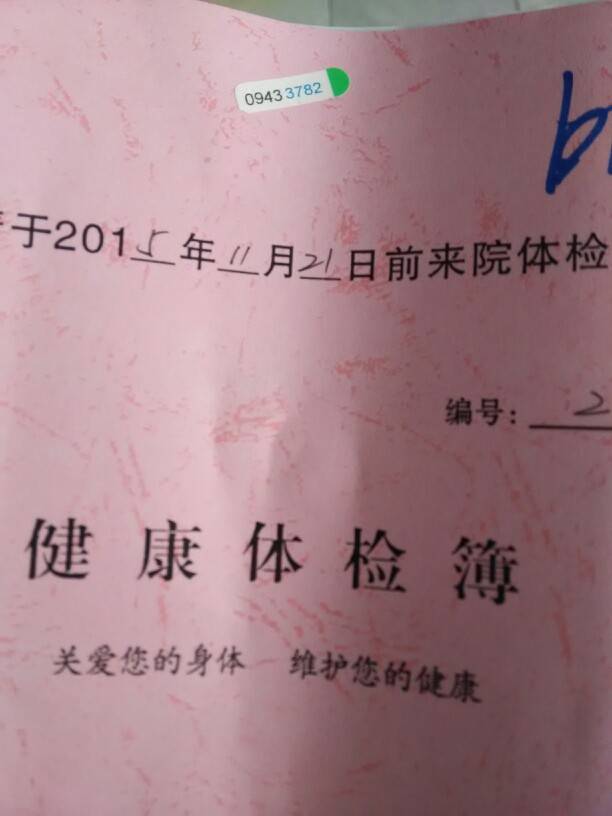 09433782
于2015年11月21日前来院体检
编号：2
健康体检簿
关爱您的身体 维护您的健康